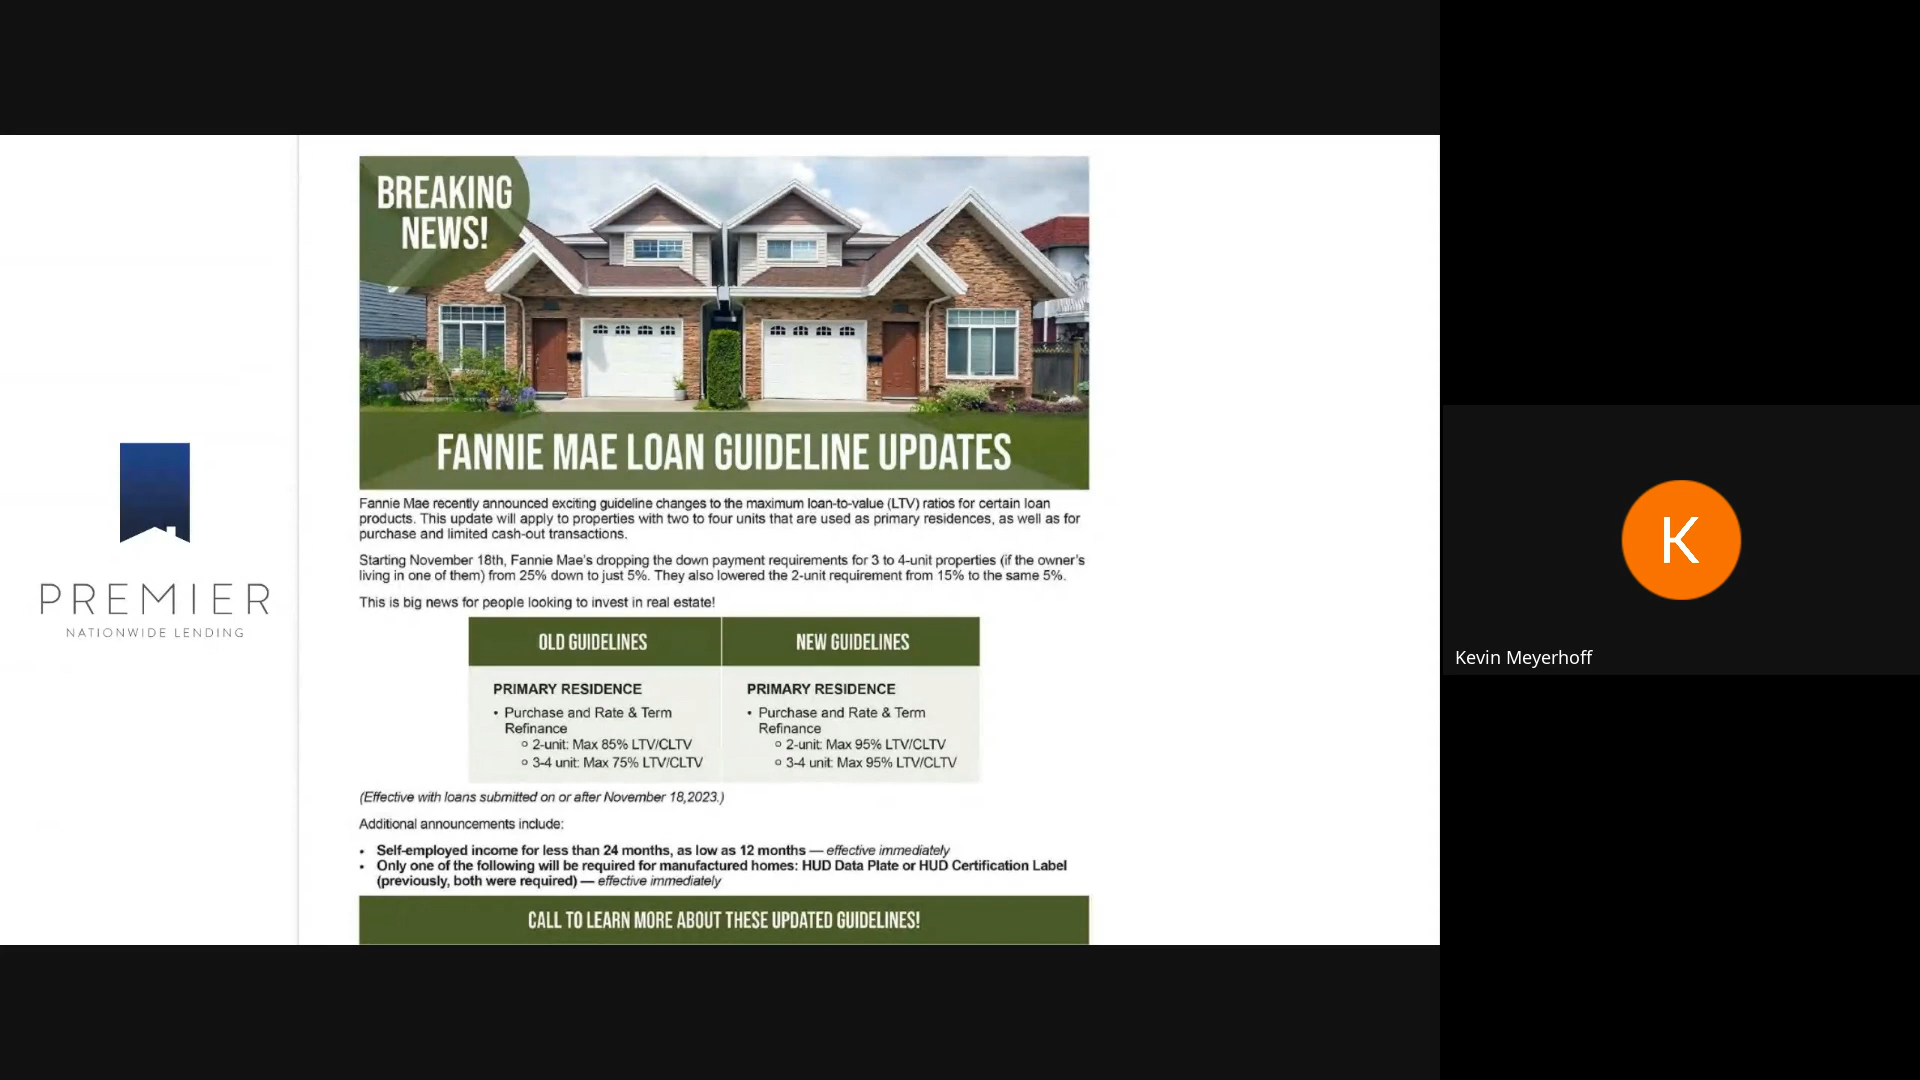 BREAKING
NEWS!
FANNIE MAE LOAN GUIDELINE UPDATES
Fannie Mae recently announced exciting guideline changes to the maximum loan-to-value (LTV) ratios for certain loan
products. This update will apply to properties with two to four units that are used as primary residences, as well as for
purchase and limited cash-out transactions.
Starting November 18th, Fannie Mae's dropping the down payment requirements for 3 to 4-unit properties (if the owner's
living in one of them) from 25% down to just 5%. They also lowered the 2-unit requirement from 15% to the same 5%.
This is big news for people looking to invest in real estate!
OLD GUIDELINES
PRIMARY RESIDENCE
• Purchase and Rate & Term
Refinance
○ 2-unit: Max 85% LTV/CLTV
○ 3-4 unit: Max 75% LTV/CLTV
NEW GUIDELINES
PRIMARY RESIDENCE
• Purchase and Rate & Term
Refinance
○ 2-unit: Max 95% LTV/CLTV
○ 3-4 unit: Max 95% LTV/CLTV
(Effective with loans submitted on or after November 18,2023.)
Additional announcements include:
• Self-employed income for less than 24 months, as low as 12 months — effective immediately
• Only one of the following will be required for manufactured homes: HUD Data Plate or HUD Certification Label
(previously, both were required) — effective immediately
CALL TO LEARN MORE ABOUT THESE UPDATED GUIDELINES!
PREMIER
NATIONWIDE LENDING
K
Kevin Meyerhoff